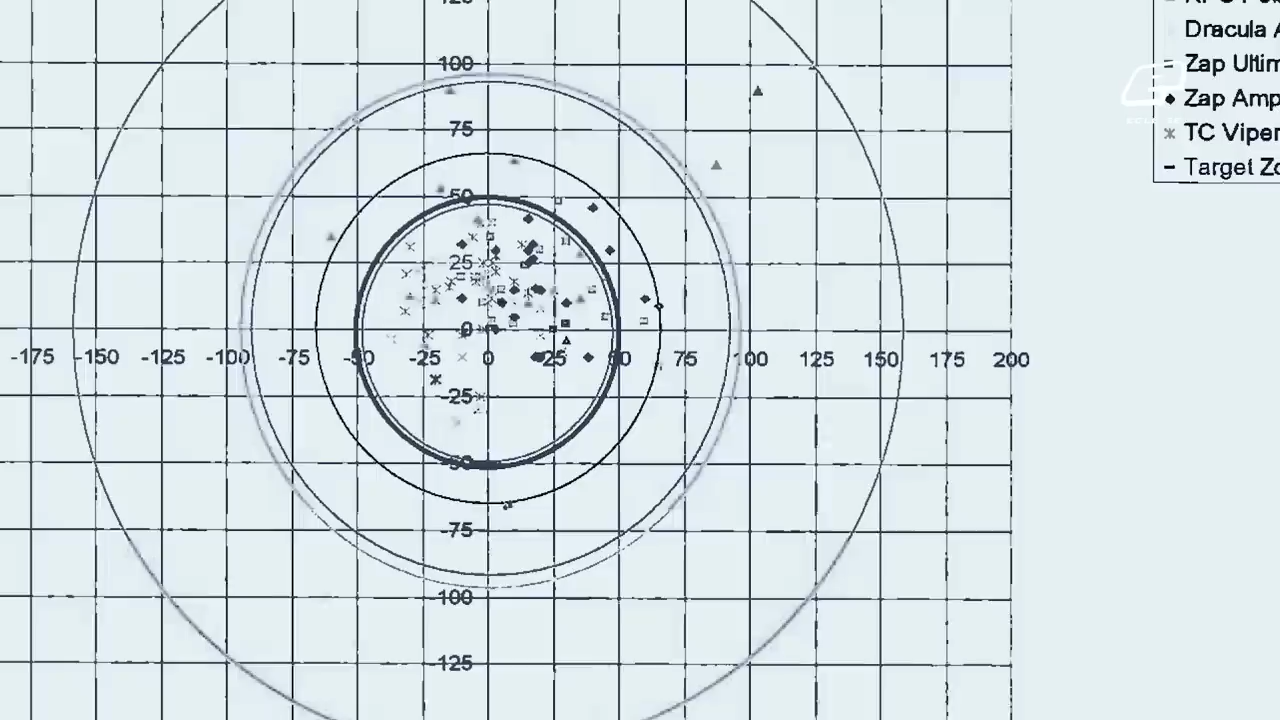 125
100
75
50
25
0
-175 -150 -125 -100 -75 -50 -25 0 25 50 75 100 125 150 175 200
-25
-50
-75
-100
-125
Dracula A
Zap Ultim
Zap Amp
TC Viper
Target Zo